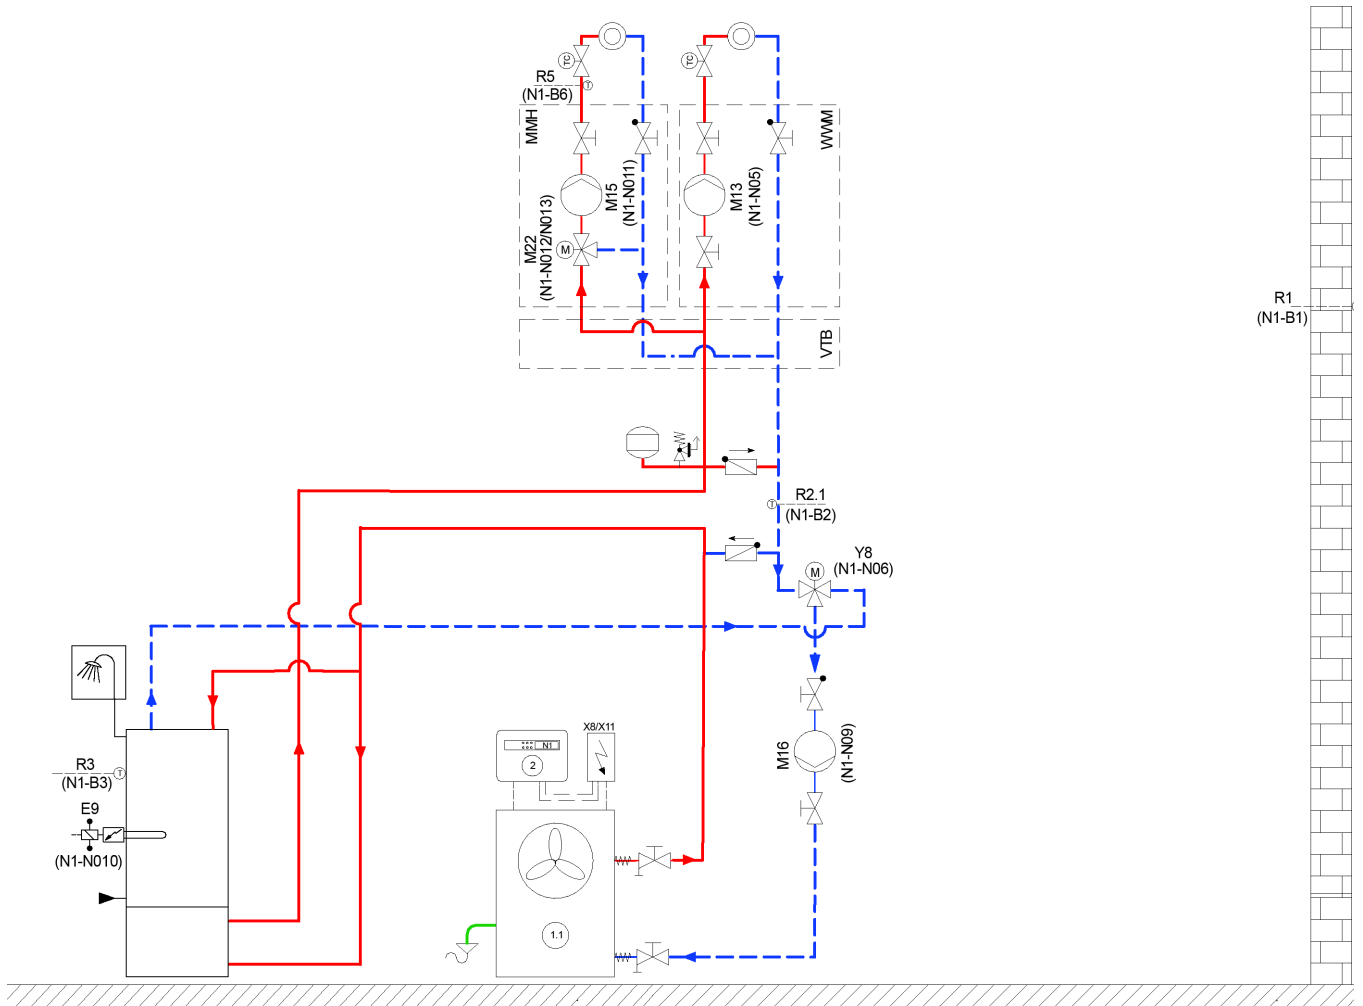 TC
TC
R5
T
(N1-B6)
MMH
WWM
M15
(N1-N011)
M13
(N1-N05)
M22
(N1-N012/N013)
M
VTB
R1
(N1-B1)
R2.1
T
(N1-B2)
Y8
(N1-N06)
M
X8/X11
N1
2
M16
(N1-N09)
R3
T
(N1-B3)
E9
(N1-N010)
1.1